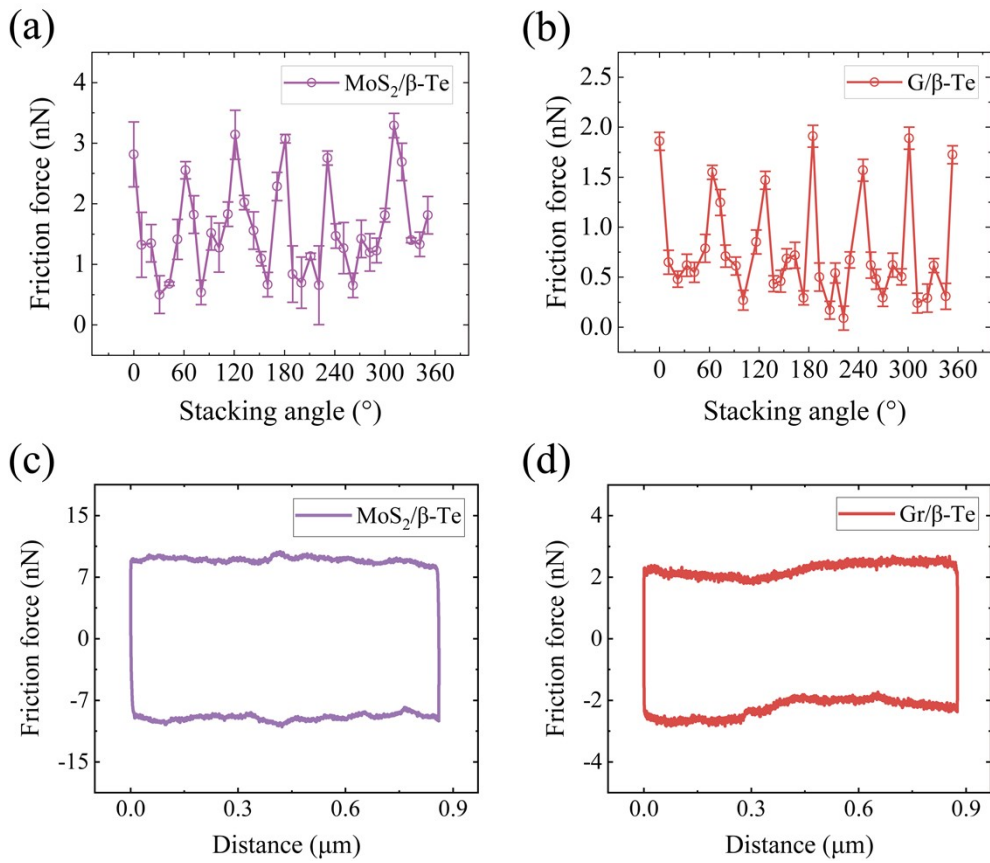 (a)
MoS₂/β-Te
Friction force (nN)
4
3
2
1
0
0 60 120 180 240 300 360
Stacking angle (°)
(b)
G/β-Te
Friction force (nN)
2.5
2.0
1.5
1.0
0.5
0.0
0 60 120 180 240 300 360
Stacking angle (°)
(c)
MoS₂/β-Te
Friction force (nN)
15
7
0
-7
-15
0.0 0.3 0.6 0.9
Distance (μm)
(d)
Gr/β-Te
Friction force (nN)
4
2
0
-2
-4
0.0 0.3 0.6 0.9
Distance (μm)